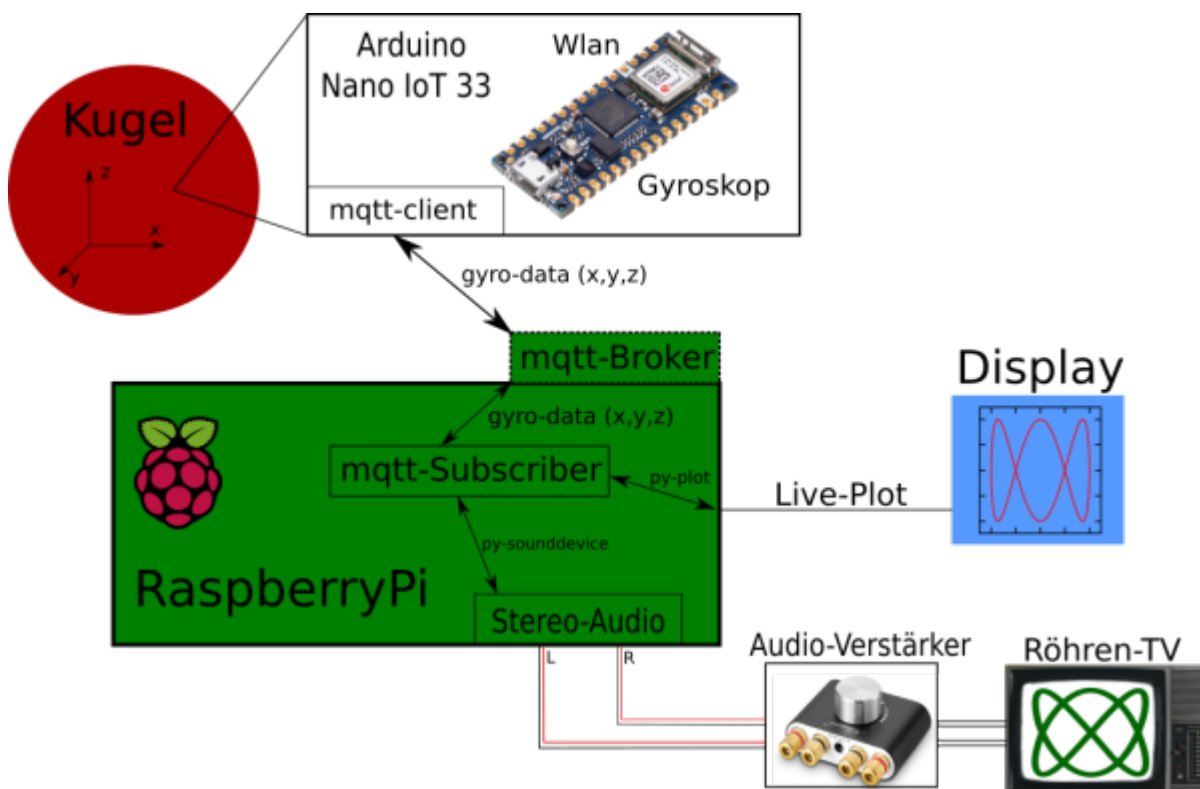 Arduino
Nano IoT 33
Wlan
Gyroskop
mqtt-client
Kugel
z
x
y
gyro-data (x,y,z)
mqtt-Broker
gyro-data (x,y,z)
mqtt-Subscriber
py-plot
py-sounddevice
RaspberryPi
Stereo-Audio
L
R
Display
Live-Plot
Audio-Verstärker
Röhren-TV